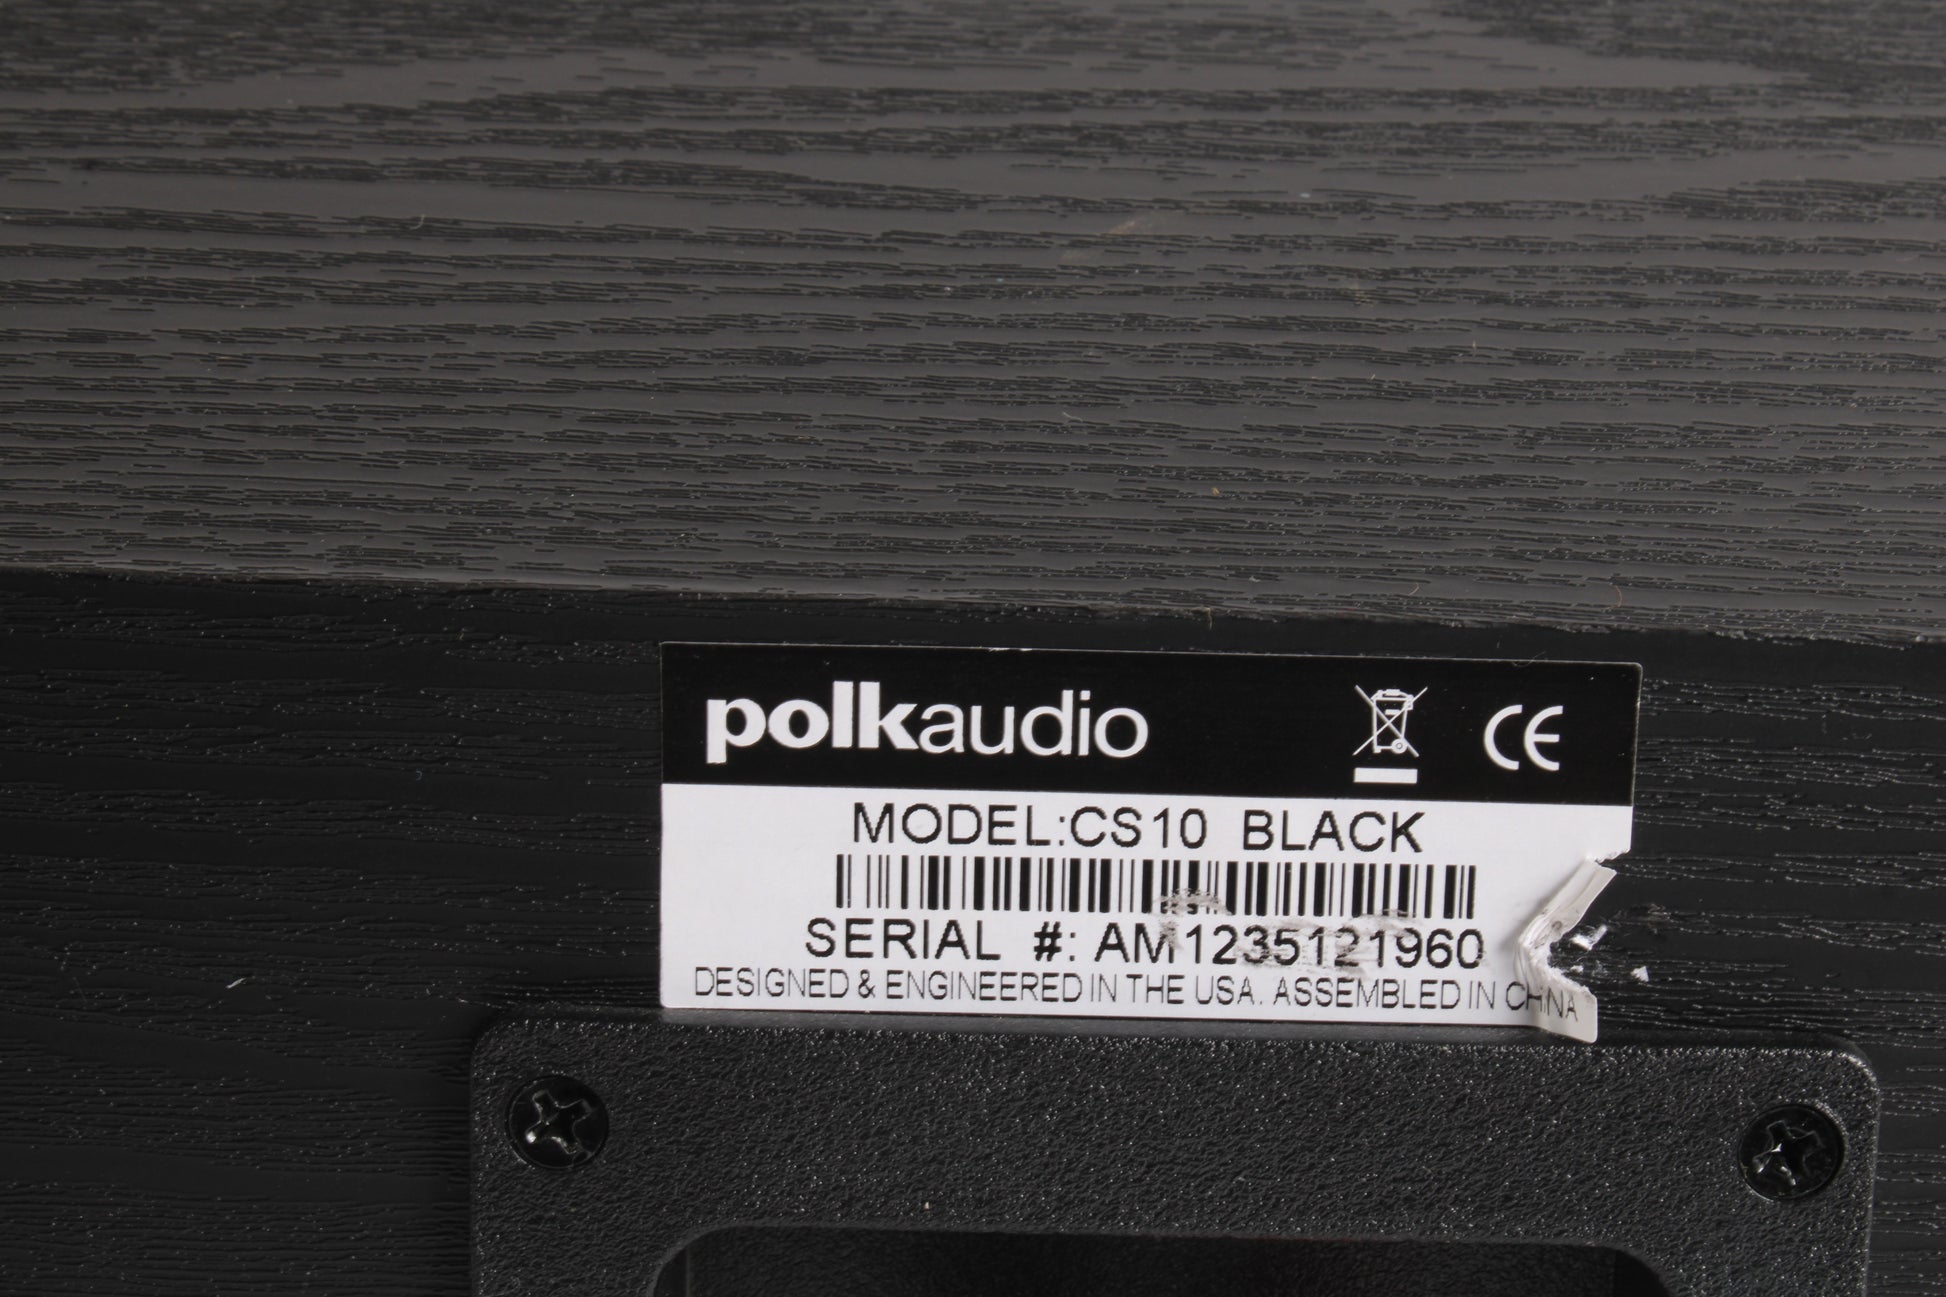 polkaudio CE
MODEL:CS10 BLACK
SERIAL #: AM1235121960
DESIGNED & ENGINEERED IN THE USA. ASSEMBLED IN CHINA